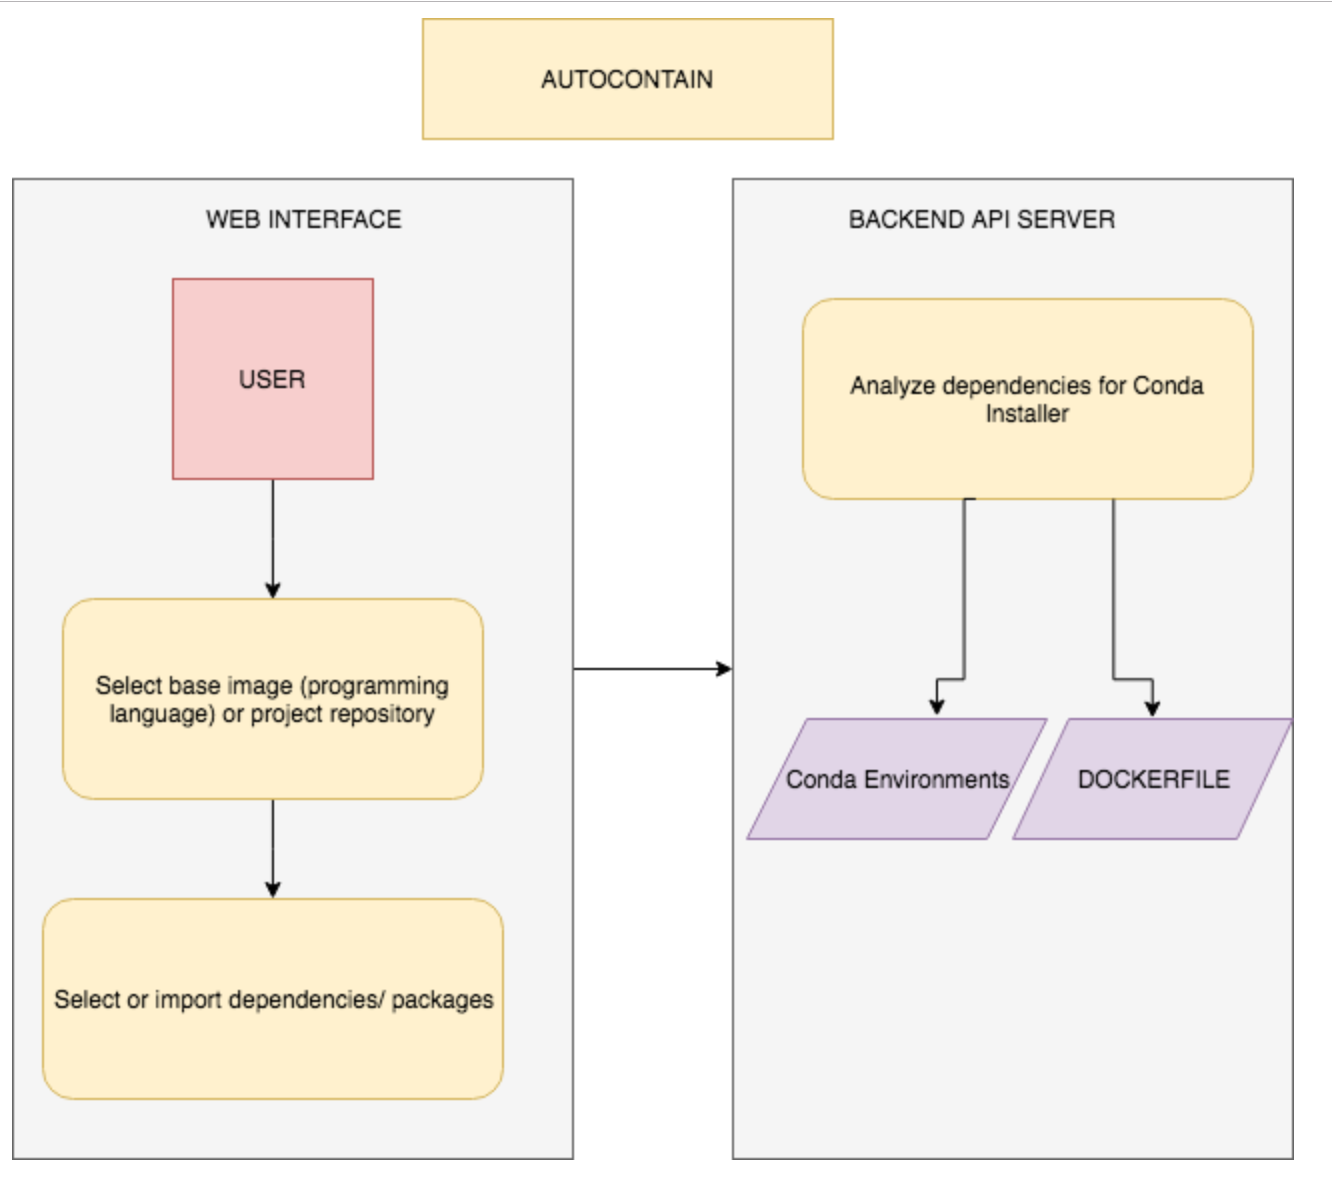 AUTOCONTAIN
WEB INTERFACE
USER
Select base image (programming
language) or project repository
Select or import dependencies/ packages
BACKEND API SERVER
Analyze dependencies for Conda
Installer
Conda Environments
DOCKERFILE